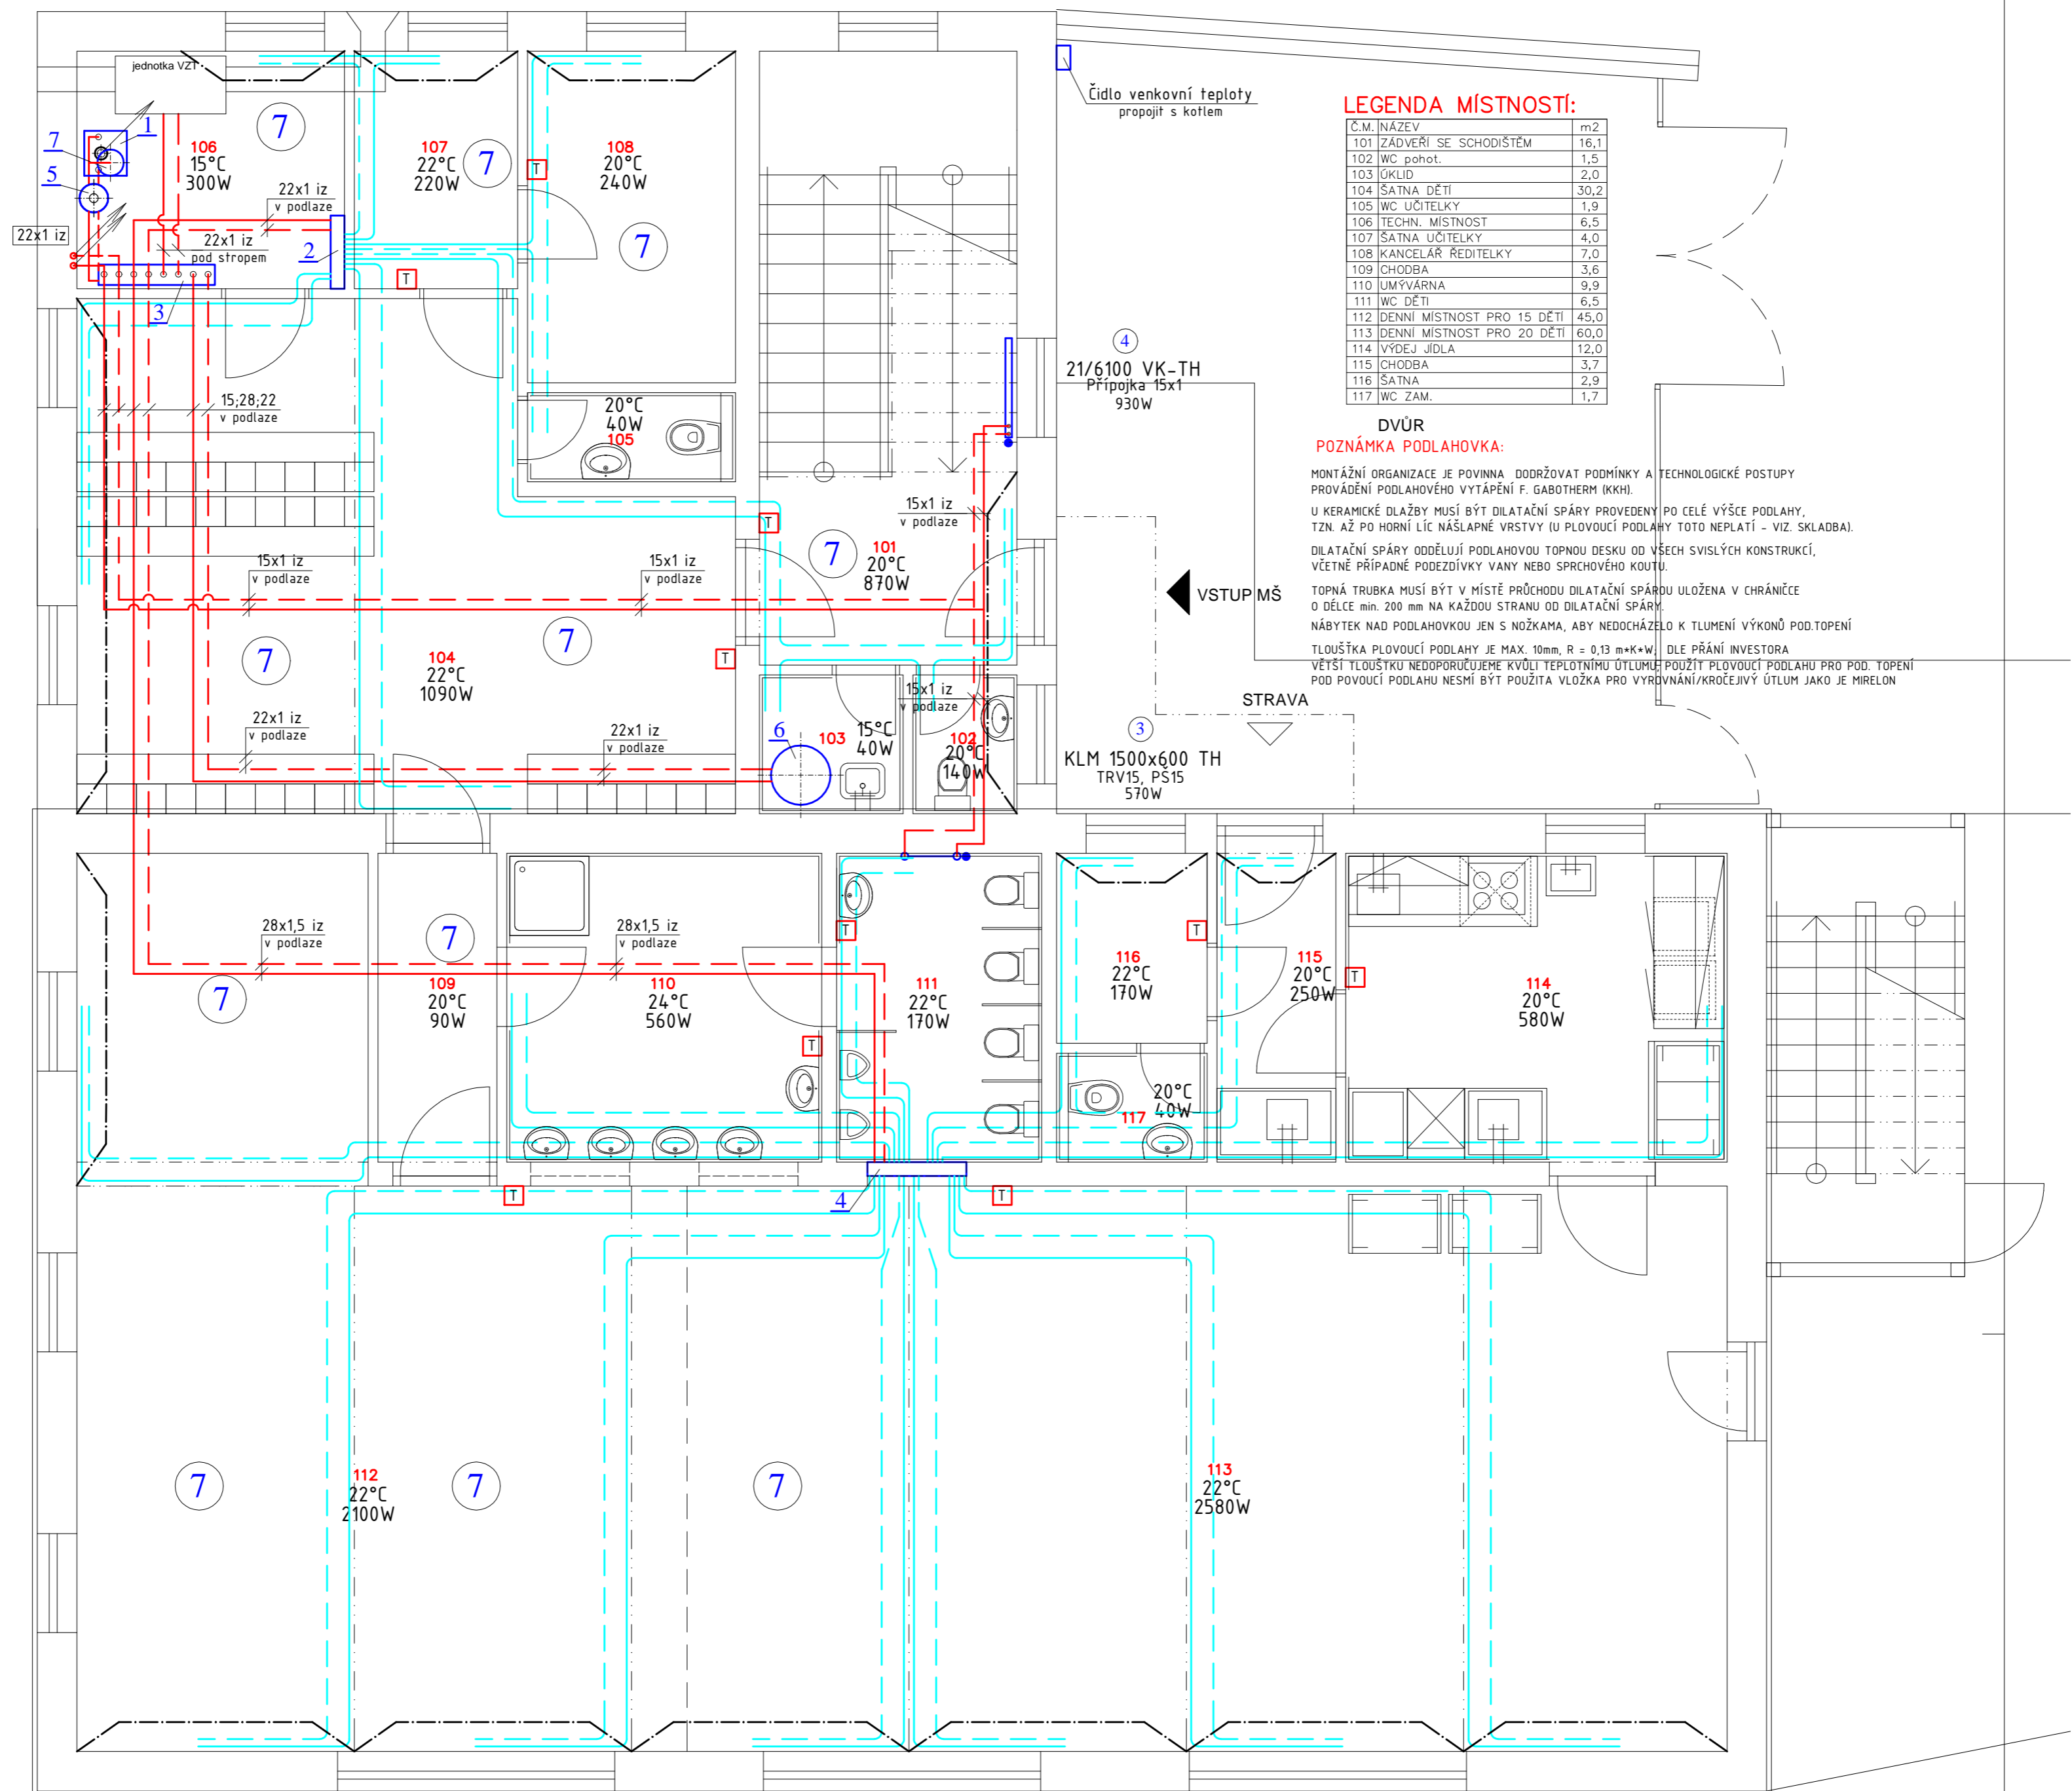 jednotka VZT
1
7
5
106
15°C
300W
7
107
22°C
220W
7
T
108
20°C
240W
7
22x1 iz
v podlaze
22x1 iz
22x1 iz
pod stropem
2
3
T
Čidlo venkovní teploty
propojit s kotlem
LEGENDA MÍSTNOSTÍ:
Č.M. NÁZEV m2
101 ZÁDVEŘÍ SE SCHODIŠTĚM 16,1
102 WC pohot. 1,5
103 ÚKLID 2,0
104 ŠATNA DĚTÍ 30,2
105 WC UČITELKY 1,9
106 TECHN. MÍSTNOST 6,5
107 ŠATNA UČITELKY 4,0
108 KANCELÁŘ ŘEDITELKY 7,0
109 CHODBA 3,6
110 UMÝVÁRNA 9,9
111 WC DĚTI 6,5
112 DENNÍ MÍSTNOST PRO 15 DĚTÍ 45,0
113 DENNÍ MÍSTNOST PRO 20 DĚTÍ 60,0
114 VÝDEJ JÍDLA 12,0
115 CHODBA 3,7
116 ŠATNA 2,9
117 WC ZAM. 1,7
4
21/6100 VK-TH
Přípojka 15x1
930W
DVŮR
POZNÁMKA PODLAHOVKA:
MONTÁŽNÍ ORGANIZACE JE POVINNA DODRŽOVAT PODMÍNKY A TECHNOLOGICKÉ POSTUPY
PROVÁDĚNÍ PODLAHOVÉHO VYTÁPĚNÍ F. GABOTHERM (KKH).
U KERAMICKÉ DLAŽBY MUSÍ BÝT DILATAČNÍ SPÁRY PROVEDENY PO CELÉ VÝŠCE PODLAHY,
TZN. AŽ PO HORNÍ LÍC NÁŠLAPNÉ VRSTVY (U PLOVOUCÍ PODLAHY TOTO NEPLATÍ - VIZ. SKLADBA).
DILATAČNÍ SPÁRY ODDĚLUJÍ PODLAHOVOU TOPNOU DESKU OD VŠECH SVISLÝCH KONSTRUKCÍ,
VČETNĚ PŘÍPADNÉ PODEZDÍVKY VANY NEBO SPRCHOVÉHO KOUTU.
TOPNÁ TRUBKA MUSÍ BÝT V MÍSTĚ PRŮCHODU DILATAČNÍ SPÁROU ULOŽENA V CHRÁNIČCE
O DÉLCE min. 200 mm NA KAŽDOU STRANU OD DILATAČNÍ SPÁRY.
NÁBYTEK NAD PODLAHOVKOU JEN S NOŽKAMA, ABY NEDOCHÁZELO K TLUMENÍ VÝKONŮ POD.TOPENÍ
TLOUŠŤKA PLOVOUCÍ PODLAHY JE MAX. 10mm, R = 0,13 m*K*W, DLE PŘÁNÍ INVESTORA
VĚTŠÍ TLOUŠTKU NEDOPORUČUJEME KVŮLI TEPLOTNÍMU ÚTLUMU, POUŽÍT PLOVOUCÍ PODLAHU PRO POD. TOPENÍ
POD POVOUCÍ PODLAHU NESMÍ BÝT POUŽITA VLOŽKA PRO VYROVNÁNÍ/KROČEJIVÝ ÚTLUM JAKO JE MIRELON
15;28;22
v podlaze
20°C
40W
105
15x1 iz
v podlaze
T
15x1 iz
v podlaze
15x1 iz
v podlaze
7
101
20°C
870W
VSTUP MŠ
7
104
22°C
1090W
7
T
15x1 iz
v podlaze
STRAVA
22x1 iz
v podlaze
22x1 iz
v podlaze
6
103
15°C
40W
102
20°C
140W
3
KLM 1500x600 TH
TRV15, PŠ15
570W
28x1,5 iz
v podlaze
7
7
109
20°C
90W
28x1,5 iz
v podlaze
110
24°C
560W
T
T
111
22°C
170W
T
116
22°C
170W
115
20°C
250W
T
114
20°C
580W
117
20°C
40W
T
4
T
7
112
22°C
2100W
7
7
113
22°C
2580W